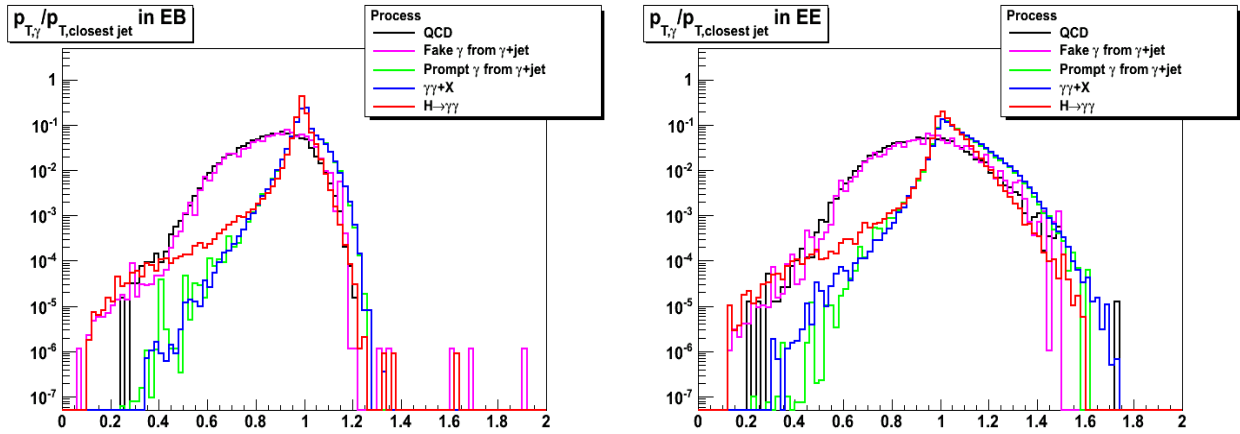 p_T,γ/p_T,closest jet in EB
Process
QCD
Fake γ from γ+jet
Prompt γ from γ+jet
γγ+X
H→γγ
1
10^-1
10^-2
10^-3
10^-4
10^-5
10^-6
10^-7
0 0.2 0.4 0.6 0.8 1 1.2 1.4 1.6 1.8 2
p_T,γ/p_T,closest jet in EE
Process
QCD
Fake γ from γ+jet
Prompt γ from γ+jet
γγ+X
H→γγ
1
10^-1
10^-2
10^-3
10^-4
10^-5
10^-6
10^-7
0 0.2 0.4 0.6 0.8 1 1.2 1.4 1.6 1.8 2